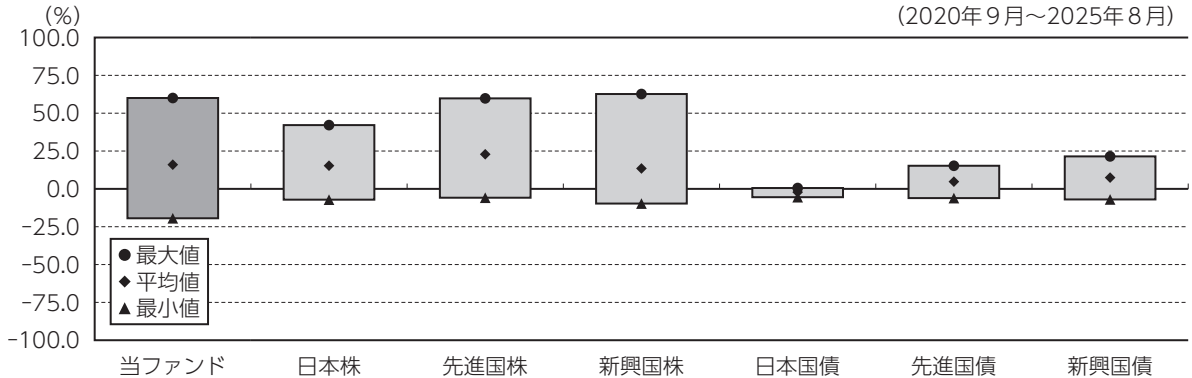 (%)
(2020年9月～2025年8月)
100.0
75.0
50.0
25.0
0.0
-25.0
-50.0
-75.0
-100.0
●最大値
◆平均値
▲最小値
当ファンド 日本株 先進国株 新興国株 日本国債 先進国債 新興国債